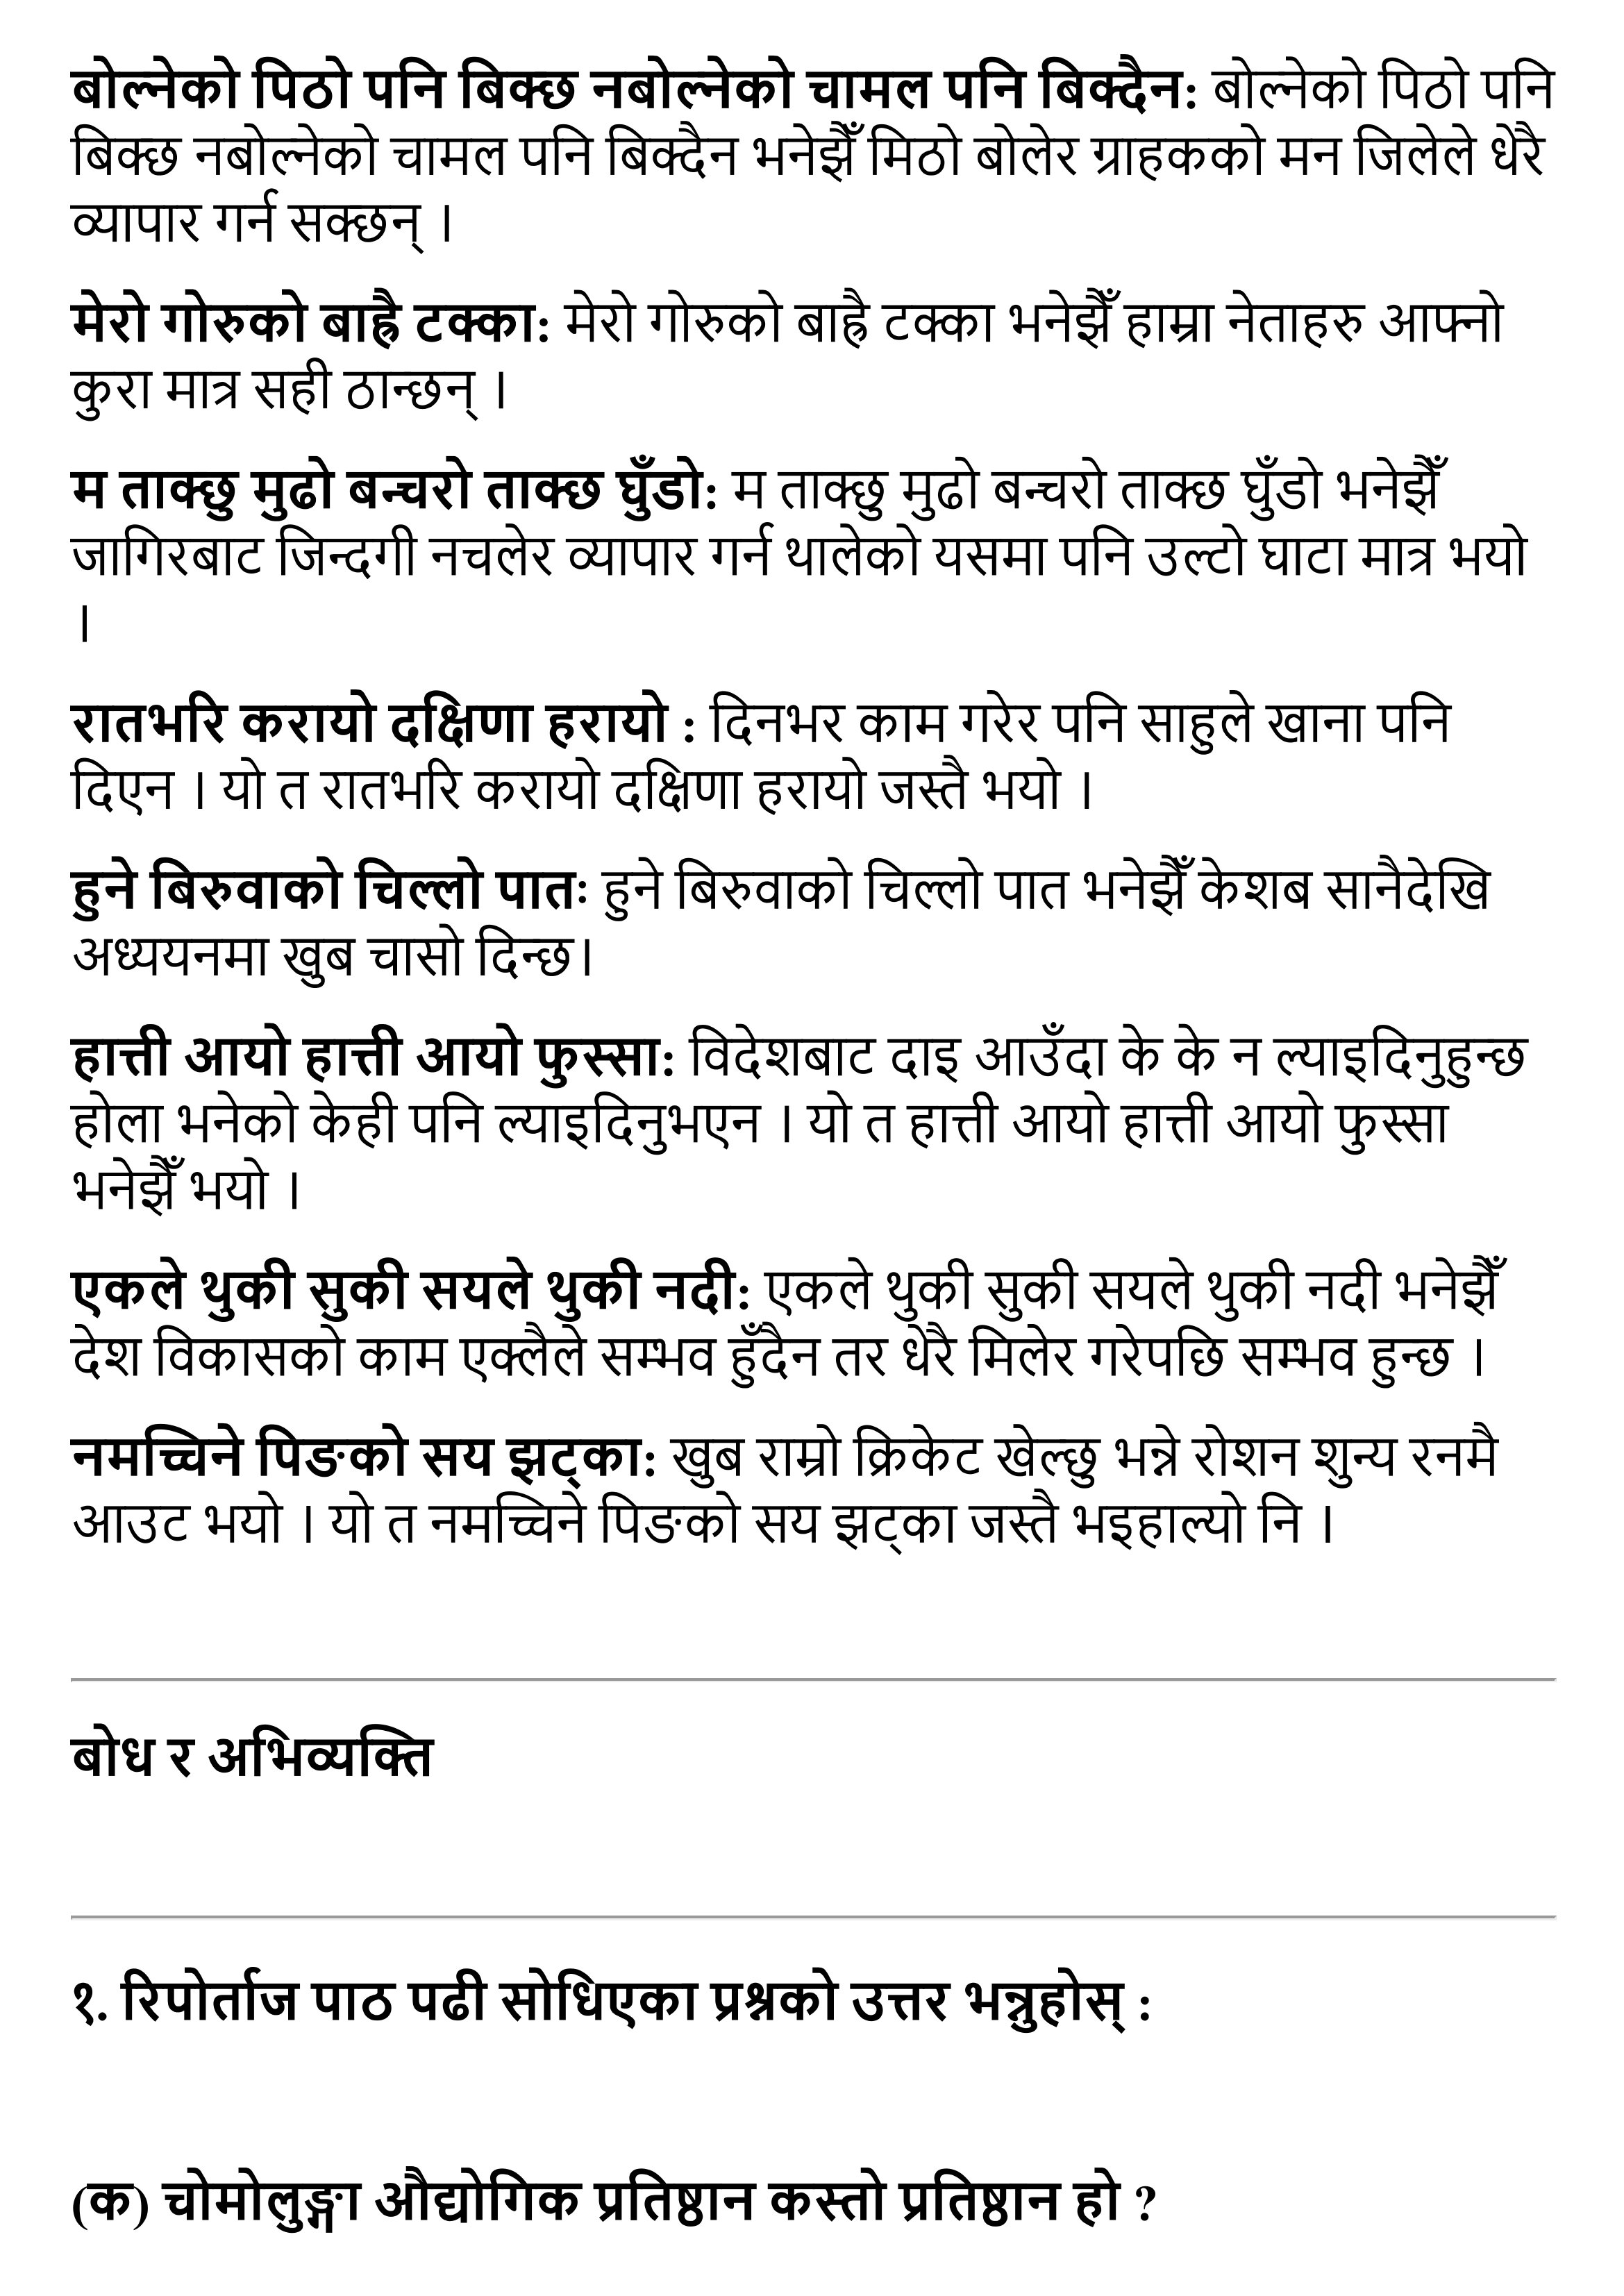 बोल्नेको पिठो पनि बिक्छ नबोल्नेको चामल पनि बिक्दैन: बोल्नेको पिठो पनि
बिक्छ नबोल्नेको चामल पनि बिक्दैन भनेझैँ मिठो बोलेर ग्राहकको मन जिलेले धेरै
व्यापार गर्न सक्छन् ।
मेरो गोरुको बाह्रै टक्का: मेरो गोरुको बाह्रै टक्का भनेझैँ हाम्रा नेताहरु आफ्नो
कुरा मात्र सही ठान्छन् ।
म ताक्छु मुढो बन्चरो ताक्छ घुँडो: म ताक्छु मुढो बन्चरो ताक्छ घुँडो भनेझैँ
जागिरबाट जिन्दगी नचलेर व्यापार गर्न थालेको यसमा पनि उल्टो घाटा मात्र भयो
।
रातभरि करायो दक्षिणा हरायो : दिनभर काम गरेर पनि साहुले खाना पनि
दिएन । यो त रातभरि करायो दक्षिणा हरायो जस्तै भयो ।
हुने बिरुवाको चिल्लो पातः हुने बिरुवाको चिल्लो पात भनेझैँ केशब सानैदेखि
अध्ययनमा खुब चासो दिन्छ।
हात्ती आयो हात्ती आयो फुस्सा: विदेशबाट दाइ आउँदा के के न ल्याइदिनुहुन्छ
होला भनेको केही पनि ल्याइदिनुभएन । यो त हात्ती आयो हात्ती आयो फुस्सा
भनेझैँ भयो ।
एकले थुकी सुकी सयले थुकी नदी: एकले थुकी सुकी सयले थुकी नदी भनेझैँ
देश विकासको काम एक्लैले सम्भव हुँदैन तर धेरै मिलेर गरेपछि सम्भव हुन्छ ।
नमच्चिने पिङको सय झट्का: खुब राम्रो क्रिकेट खेल्छु भन्ने रोशन शुन्य रनमै
आउट भयो । यो त नमच्चिने पिङको सय झट्का जस्तै भइहाल्यो नि ।
बोध र अभिव्यक्ति
१. रिपोर्ताज पाठ पढी सोधिएका प्रश्नको उत्तर भन्नुहोस् :
(क) चोमोलुङ्मा औद्योगिक प्रतिष्ठान कस्तो प्रतिष्ठान हो ?